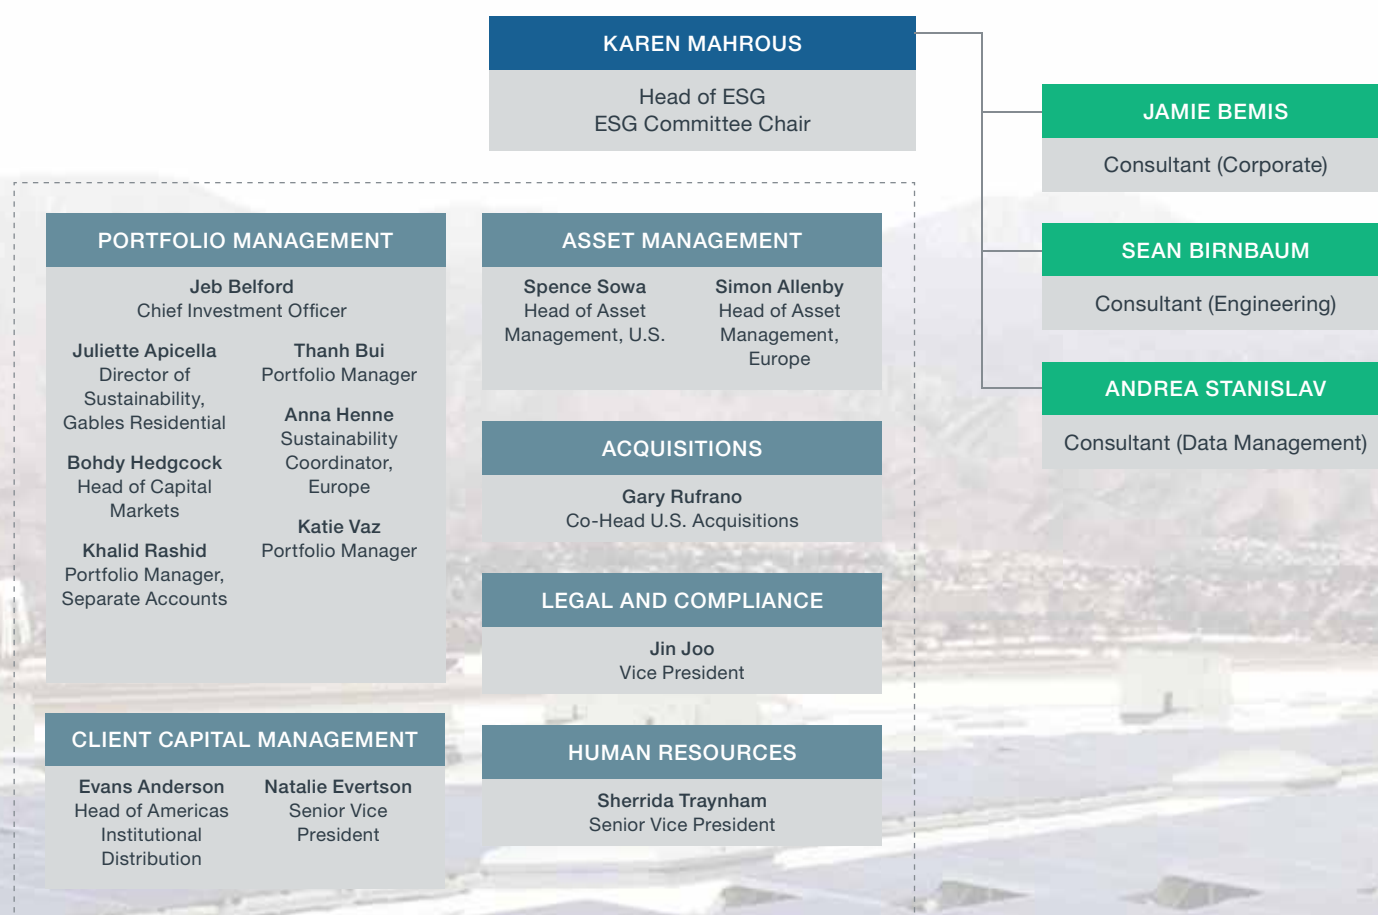 KAREN MAHROUS
Head of ESG
ESG Committee Chair
JAMIE BEMIS
Consultant (Corporate)
SEAN BIRNBAUM
Consultant (Engineering)
ANDREA STANISLAV
Consultant (Data Management)
PORTFOLIO MANAGEMENT
Jeb Belford
Chief Investment Officer
Juliette Apicella
Director of
Sustainability,
Gables Residential
Bohdy Hedgcock
Head of Capital
Markets
Khalid Rashid
Portfolio Manager,
Separate Accounts
Thanh Bui
Portfolio Manager
Anna Henne
Sustainability
Coordinator,
Europe
Katie Vaz
Portfolio Manager
ASSET MANAGEMENT
Spence Sowa
Head of Asset
Management, U.S.
Simon Allenby
Head of Asset
Management,
Europe
ACQUISITIONS
Gary Rufrano
Co-Head U.S. Acquisitions
LEGAL AND COMPLIANCE
Jin Joo
Vice President
CLIENT CAPITAL MANAGEMENT
Evans Anderson
Head of Americas
Institutional
Distribution
Natalie Evertson
Senior Vice
President
HUMAN RESOURCES
Sherrida Traynham
Senior Vice President